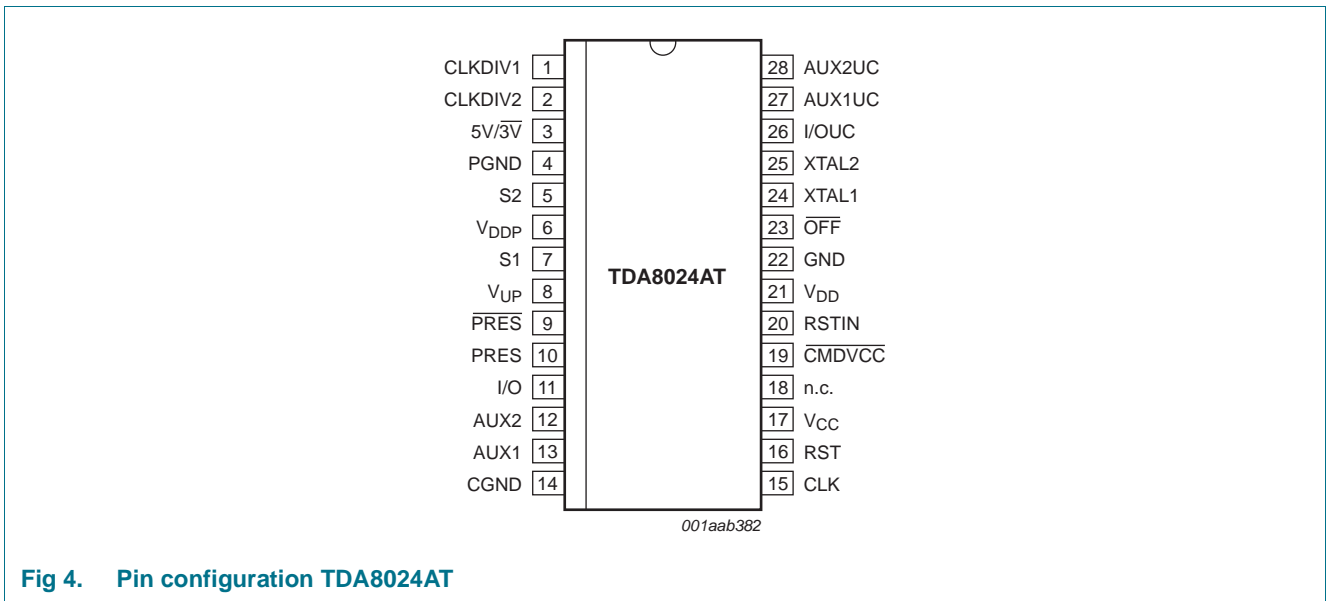 CLKDIV1 1
CLKDIV2 2
5V/3V̅ 3
PGND 4
S2 5
VDDP 6
S1 7
VUP 8
P̅R̅E̅S̅ 9
PRES 10
I/O 11
AUX2 12
AUX1 13
CGND 14
TDA8024AT
28 AUX2UC
27 AUX1UC
26 I/OUC
25 XTAL2
24 XTAL1
23 O̅F̅F̅
22 GND
21 VDD
20 RSTIN
19 C̅M̅D̅V̅C̅C̅
18 n.c.
17 VCC
16 RST
15 CLK
001aab382
Fig 4. Pin configuration TDA8024AT